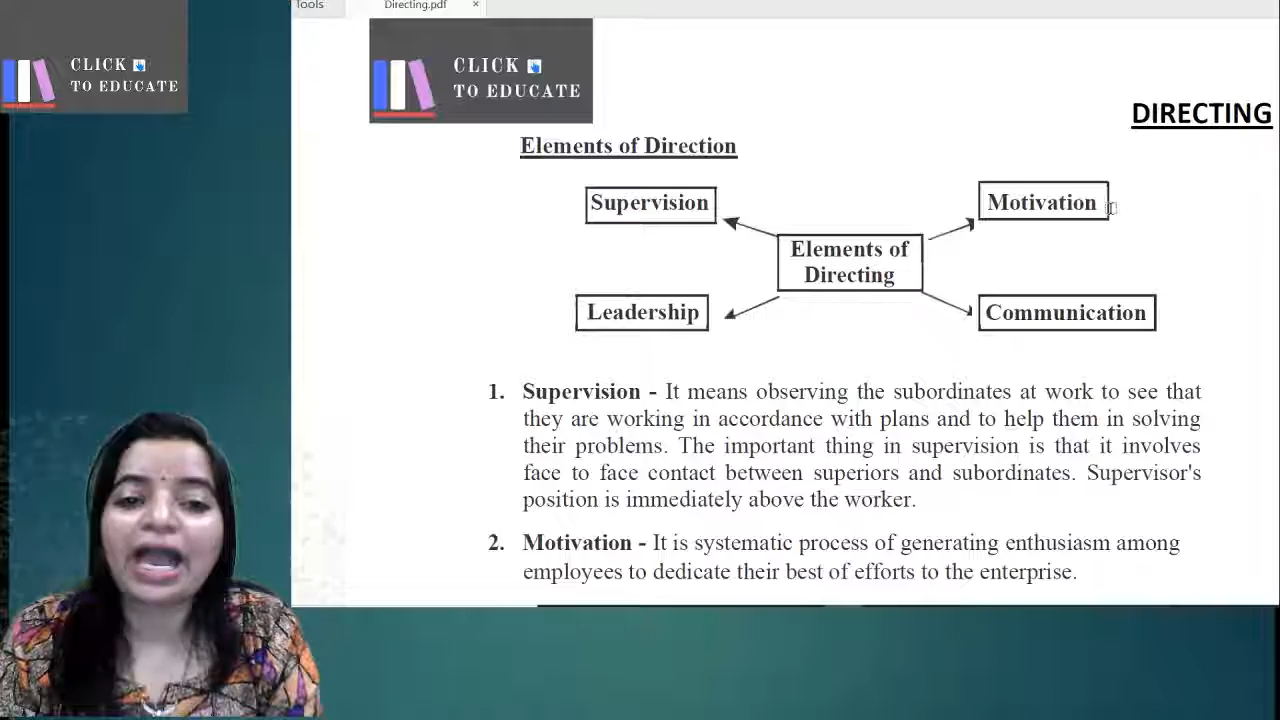 Tools
Directing.pdf
×
CLICK
TO EDUCATE
CLICK
TO EDUCATE
DIRECTING
Elements of Direction
Supervision
Motivation
Elements of
Directing
Leadership
Communication
1. Supervision - It means observing the subordinates at work to see that
they are working in accordance with plans and to help them in solving
their problems. The important thing in supervision is that it involves
face to face contact between superiors and subordinates. Supervisor's
position is immediately above the worker.
2. Motivation - It is systematic process of generating enthusiasm among
employees to dedicate their best of efforts to the enterprise.